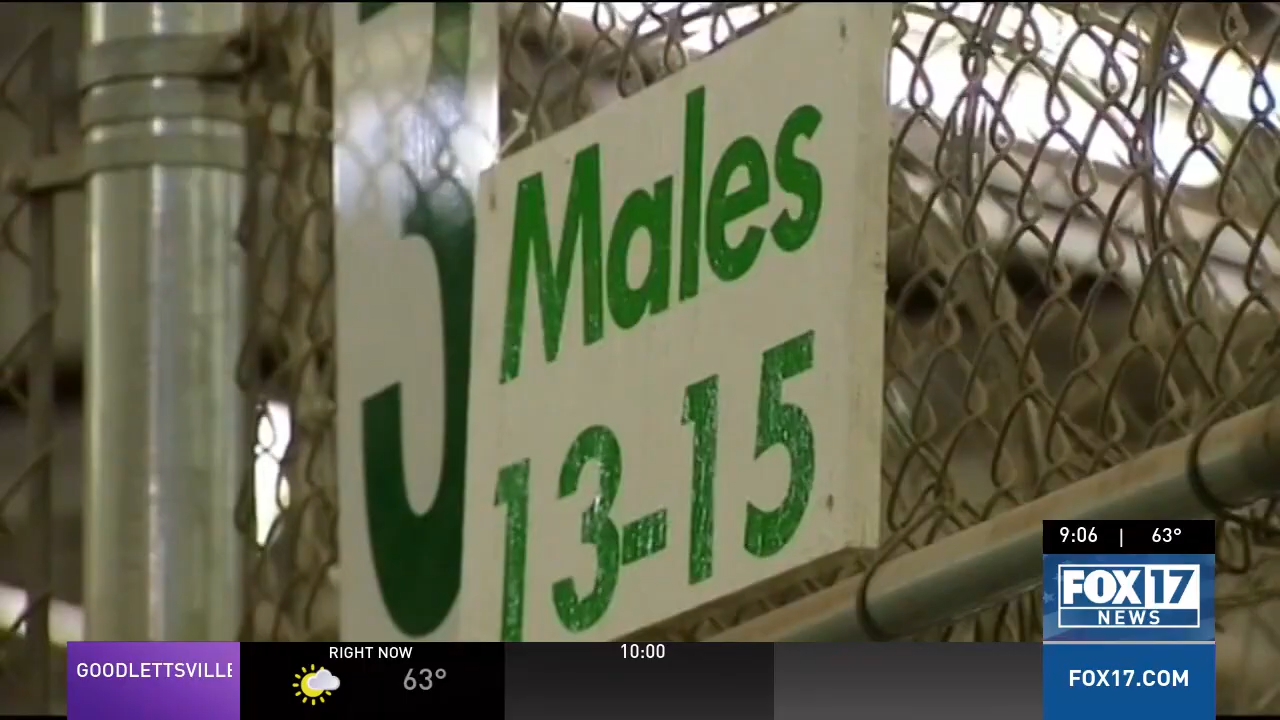 J
Males
13-15
9:06 | 63°
FOX 17
NEWS
GOODLETTSVILLE
RIGHT NOW
63°
10:00
FOX17.COM